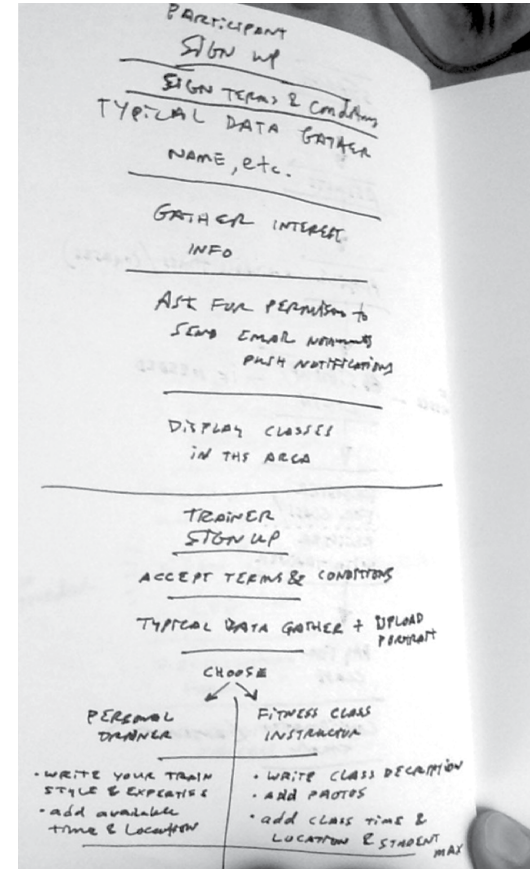 PARTICIPANT
SIGN UP
SIGN TERMS & Conditions
TYPICAL DATA GATHER
NAME, etc.
GATHER INTEREST
INFO
ASK FOR PERMISSION to
SEND EMAIL
PUSH NOTIFICATIONS
DISPLAY CLASSES
IN THE AREA
TRAINER
SIGN UP
ACCEPT TERMS & CONDITIONS
TYPICAL DATA GATHER + UPLOAD
PORTRAIT
CHOOSE
PERSONAL
FITNESS CLASS
INSTRUCTOR
• WRITE YOUR TRAIN
STYLE & EXPERTISE
• add available
time & Location
• WRITE CLASS DECRIPTION
• Add PHOTOS
• add CLASS TIME &
LOCATION & STUDENT
MAX